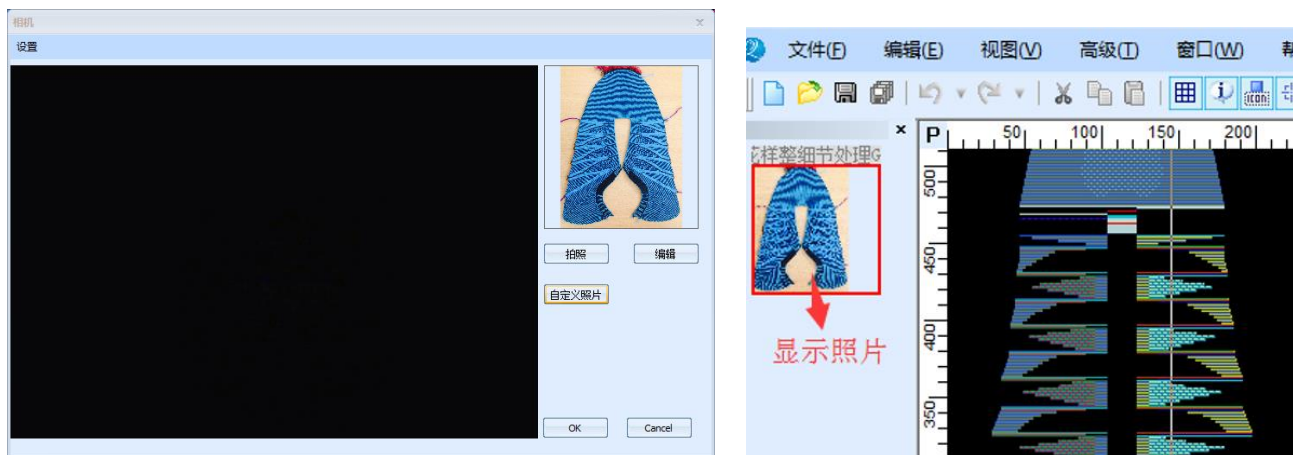 相机
设置
拍照
编辑
自定义照片
OK
Cancel
文件(F)
编辑(E)
视图(V)
高级(T)
窗口(W)
icon
P
50
100
150
200
花样整细节处理G
500
450
400
350
显示照片